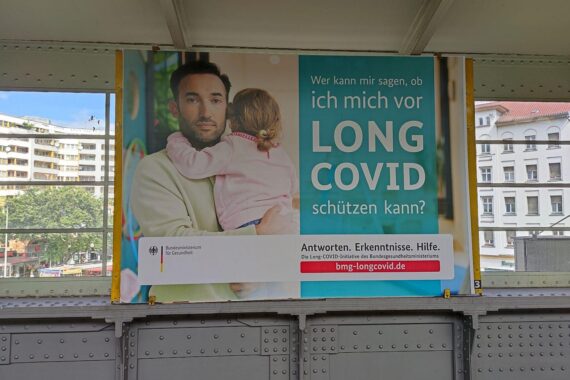 Wer kann mir sagen, ob
ich mich vor
LONG
COVID
schützen kann?
Bundesministerium
für Gesundheit
Antworten. Erkenntnisse. Hilfe.
Die Long-COVID-Initiative des Bundesgesundheitsministeriums
bmg-longcovid.de
3